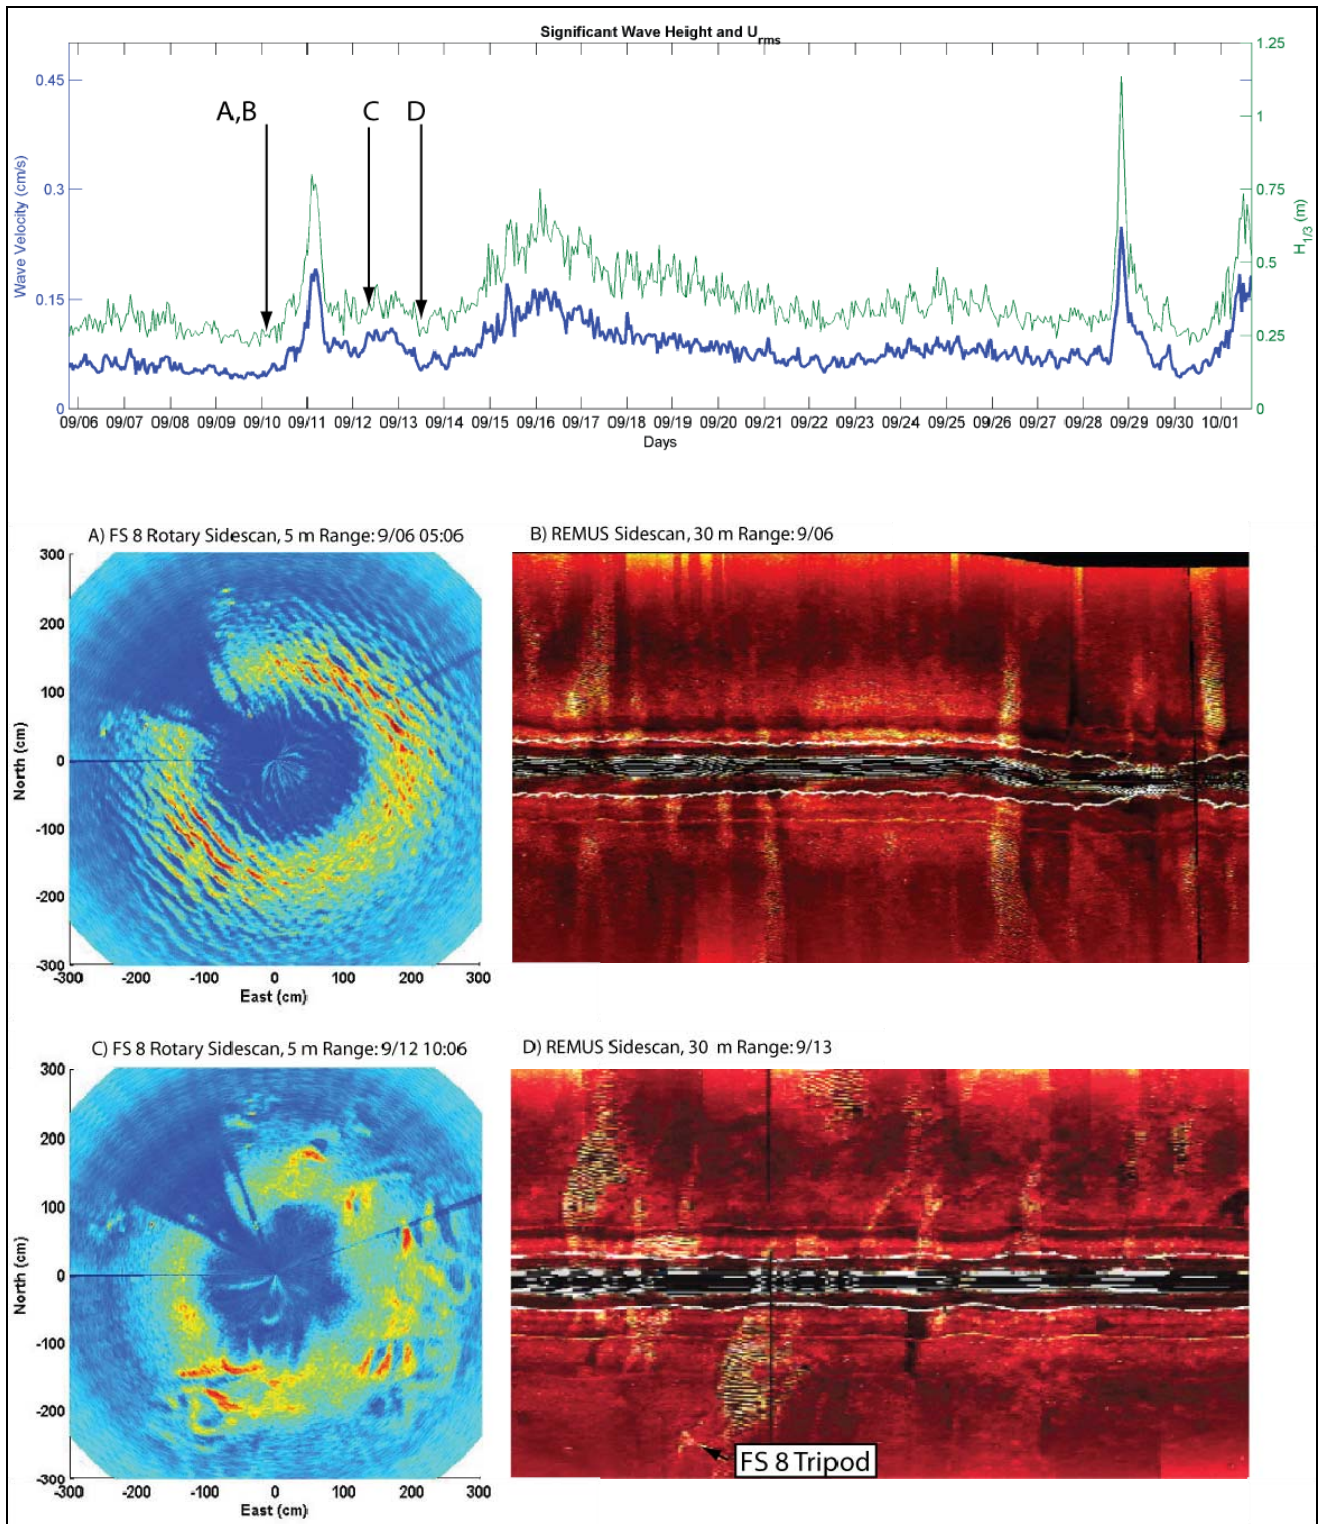 Significant Wave Height and Urms
Wave Velocity (cm/s)
0.45
0.3
0.15
0
A,B
C
D
1.25
1
0.75
0.5
0.25
0
H1/3 (m)
09/06 09/07 09/08 09/09 09/10 09/11 09/12 09/13 09/14 09/15 09/16 09/17 09/18 09/19 09/20 09/21 09/22 09/23 09/24 09/25 09/26 09/27 09/28 09/29 09/30 10/01
Days
A) FS 8 Rotary Sidescan, 5 m Range: 9/06 05:06
North (cm)
300
200
100
0
-100
-200
-300
-300 -200 -100 0 100 200 300
East (cm)
B) REMUS Sidescan, 30 m Range: 9/06
C) FS 8 Rotary Sidescan, 5 m Range: 9/12 10:06
North (cm)
300
200
100
0
-100
-200
-300
-300 -200 -100 0 100 200 300
East (cm)
D) REMUS Sidescan, 30 m Range: 9/13
FS 8 Tripod